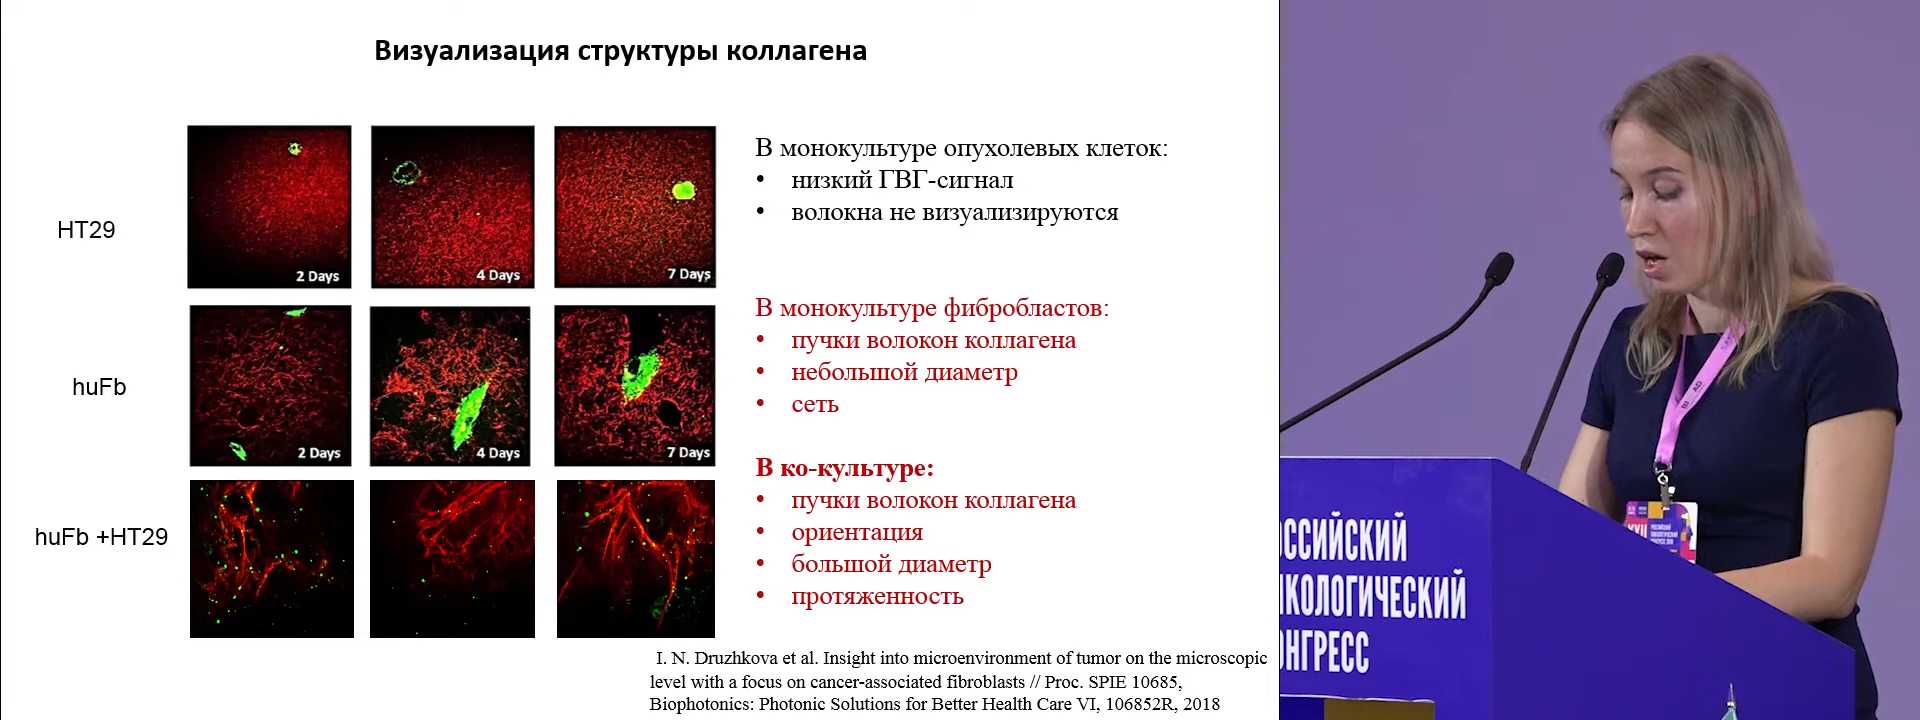 Визуализация структуры коллагена
HT29
2 Days
4 Days
7 Days
В монокультуре опухолевых клеток:
• низкий ГВГ-сигнал
• волокна не визуализируются
huFb
2 Days
4 Days
7 Days
В монокультуре фибробластов:
• пучки волокон коллагена
• небольшой диаметр
• сеть
huFb +HT29
В ко-культуре:
• пучки волокон коллагена
• ориентация
• большой диаметр
• протяженность
I. N. Druzhkova et al. Insight into microenvironment of tumor on the microscopic
level with a focus on cancer-associated fibroblasts // Proc. SPIE 10685,
Biophotonics: Photonic Solutions for Better Health Care VI, 106852R, 2018
ОССИЙСКИЙ
НКОЛОГИЧЕСКИЙ
ОНГРЕСС
XXII